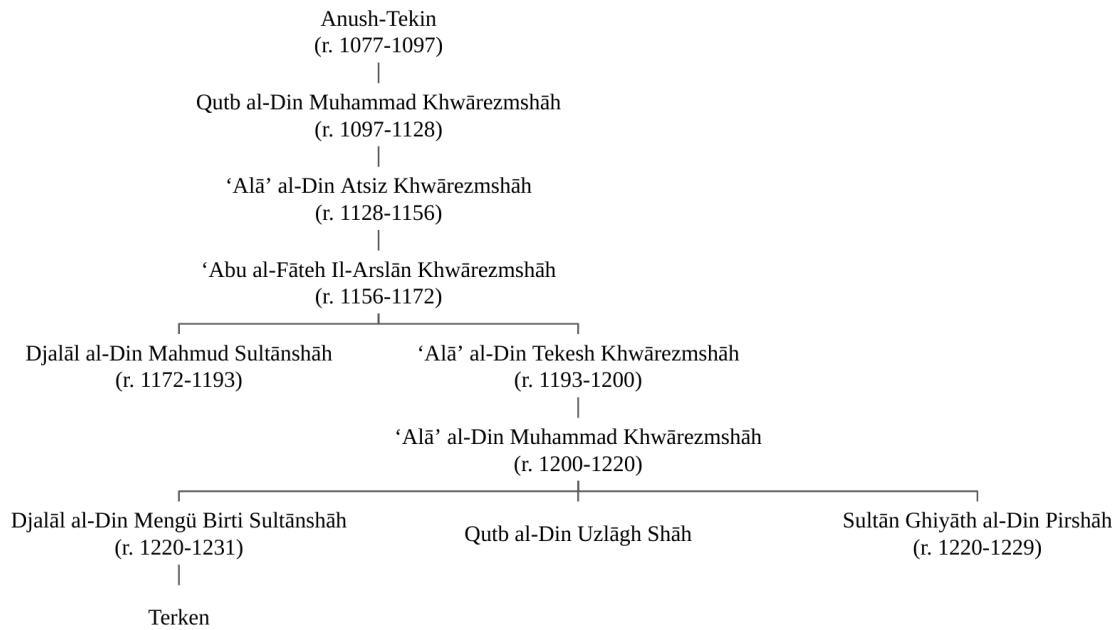 Anush-Tekin
(r. 1077-1097)
Qutb al-Din Muhammad Khwārezmshāh
(r. 1097-1128)
‘Alā’ al-Din Atsiz Khwārezmshāh
(r. 1128-1156)
‘Abu al-Fāteh Il-Arslān Khwārezmshāh
(r. 1156-1172)
Djalāl al-Din Mahmud Sultānshāh
(r. 1172-1193)
‘Alā’ al-Din Tekesh Khwārezmshāh
(r. 1193-1200)
‘Alā’ al-Din Muhammad Khwārezmshāh
(r. 1200-1220)
Djalāl al-Din Mengü Birti Sultānshāh
(r. 1220-1231)
Qutb al-Din Uzlāgh Shāh
Sultān Ghiyāth al-Din Pirshāh
(r. 1220-1229)
Terken